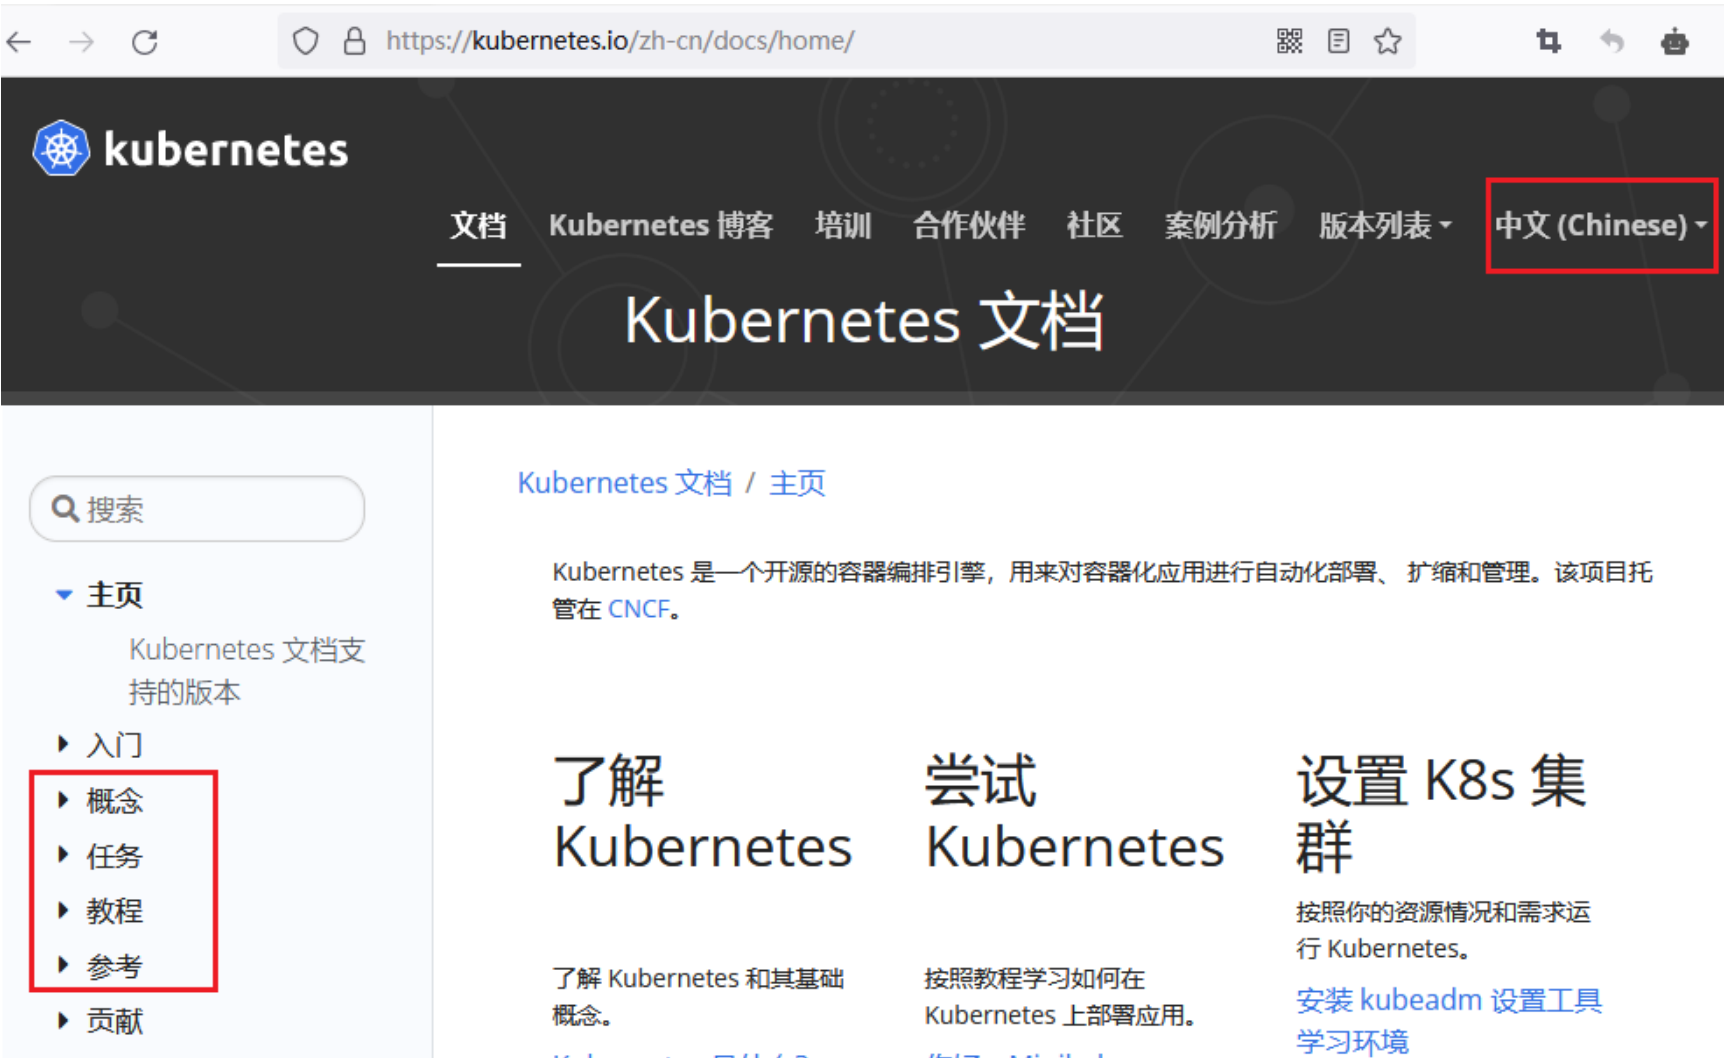 https://kubernetes.io/zh-cn/docs/home/
kubernetes
文档 Kubernetes 博客 培训 合作伙伴 社区 案例分析 版本列表 中文 (Chinese)
Kubernetes 文档
搜索
主页
Kubernetes 文档支
持的版本
入门
概念
任务
教程
参考
贡献
Kubernetes 文档 / 主页
Kubernetes 是一个开源的容器编排引擎，用来对容器化应用进行自动化部署、 扩缩和管理。该项目托
管在 CNCF。
了解
Kubernetes
了解 Kubernetes 和其基础
概念。
尝试
Kubernetes
按照教程学习如何在
Kubernetes 上部署应用。
设置 K8s 集
群
按照你的资源情况和需求运
行 Kubernetes。
安装 kubeadm 设置工具
学习环境